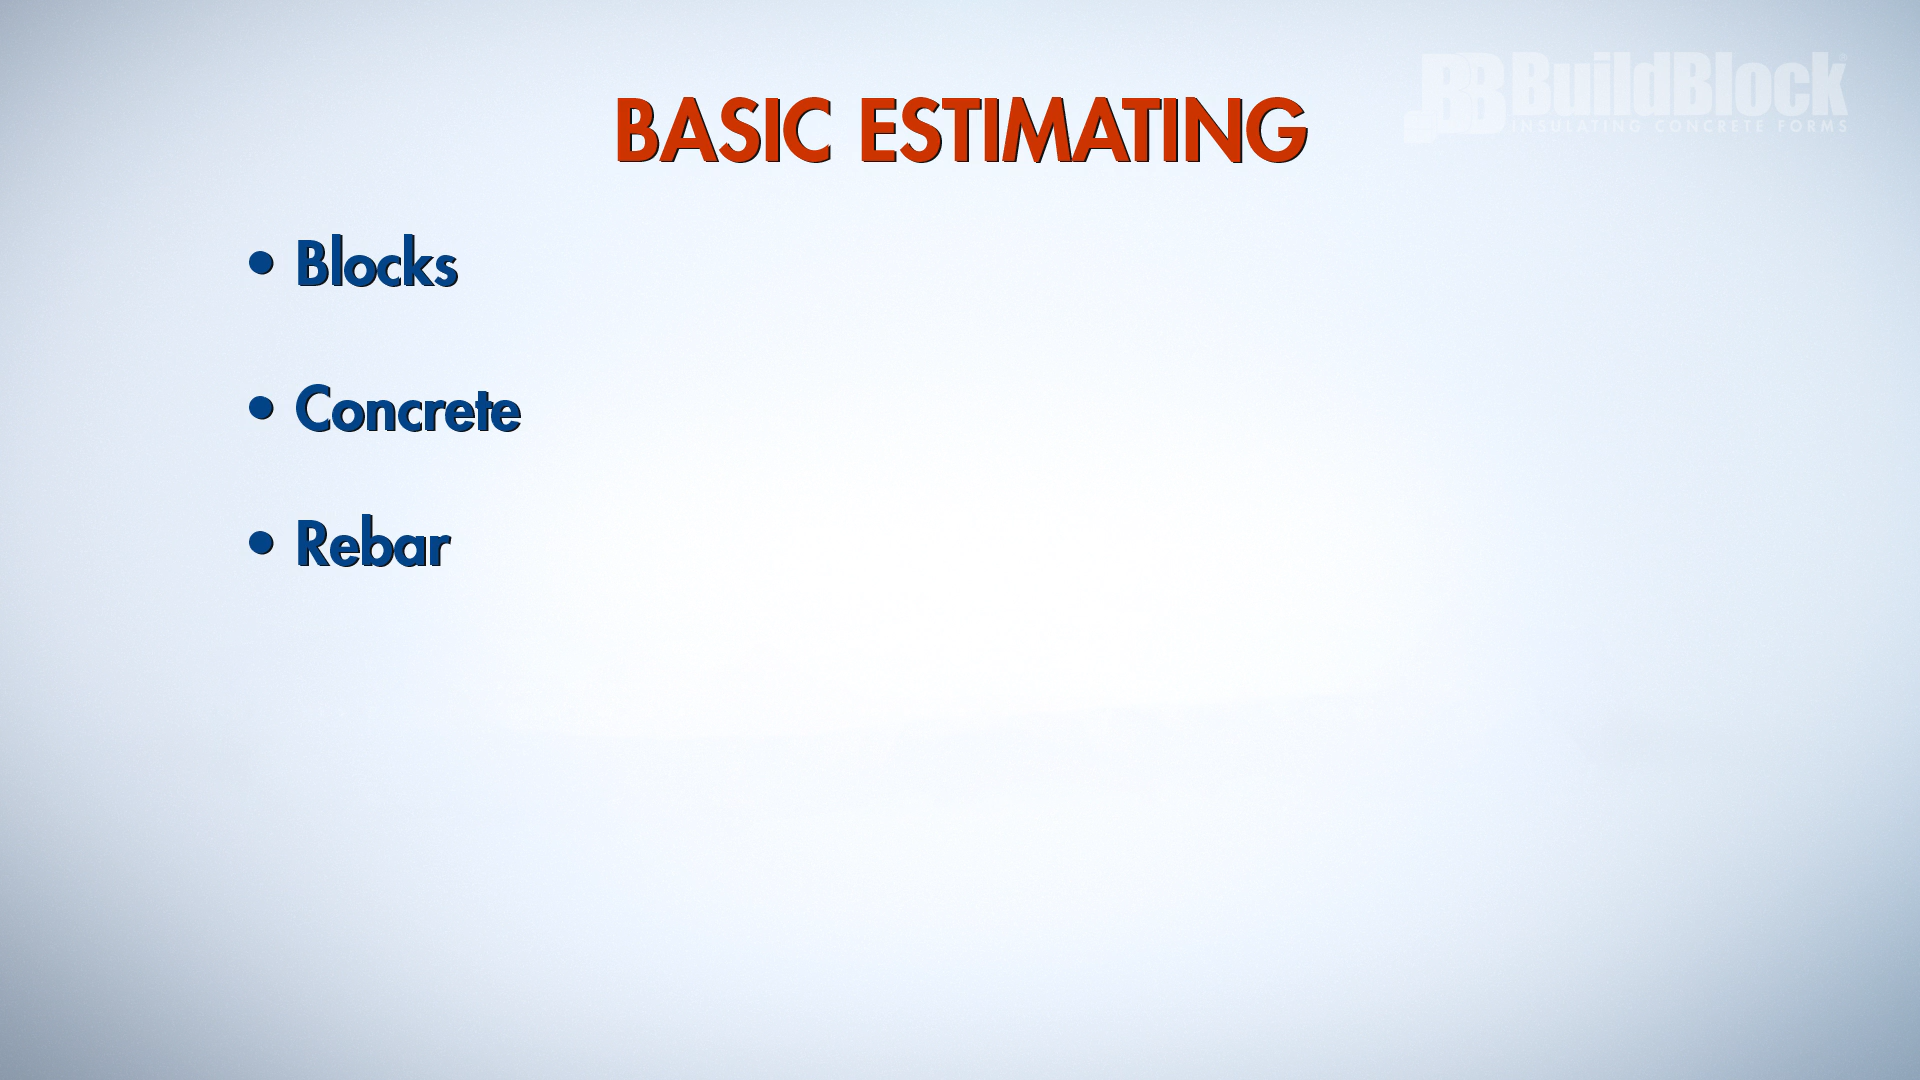 BuildBlock
INSULATING CONCRETE FORMS
BASIC ESTIMATING
• Blocks
• Concrete
• Rebar